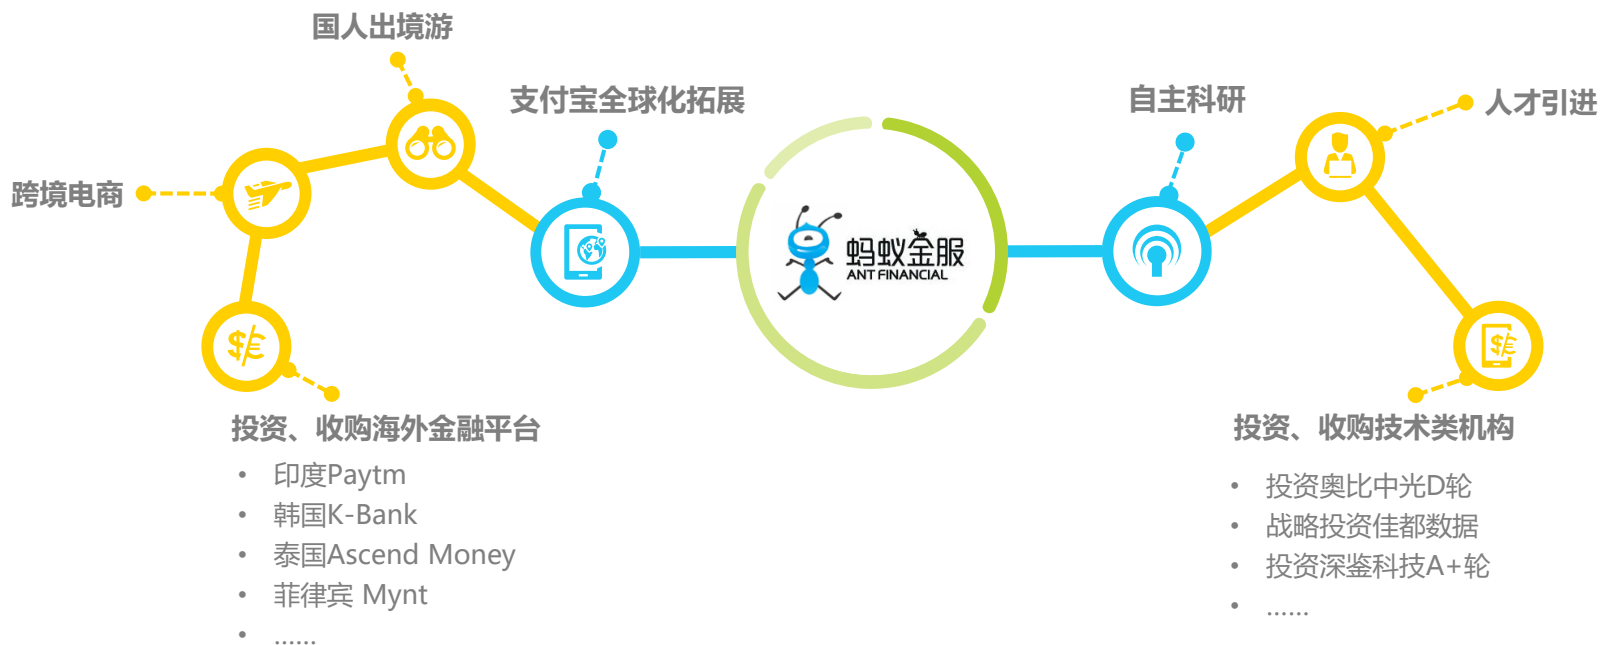 国人出境游
支付宝全球化拓展
跨境电商
蚂蚁金服
ANT FINANCIAL
自主科研
人才引进
投资、收购海外金融平台
• 印度Paytm
• 韩国K-Bank
• 泰国Ascend Money
• 菲律宾 Mynt
• ......
投资、收购技术类机构
• 投资奥比中光D轮
• 战略投资佳都数据
• 投资深鉴科技A+轮
• ......